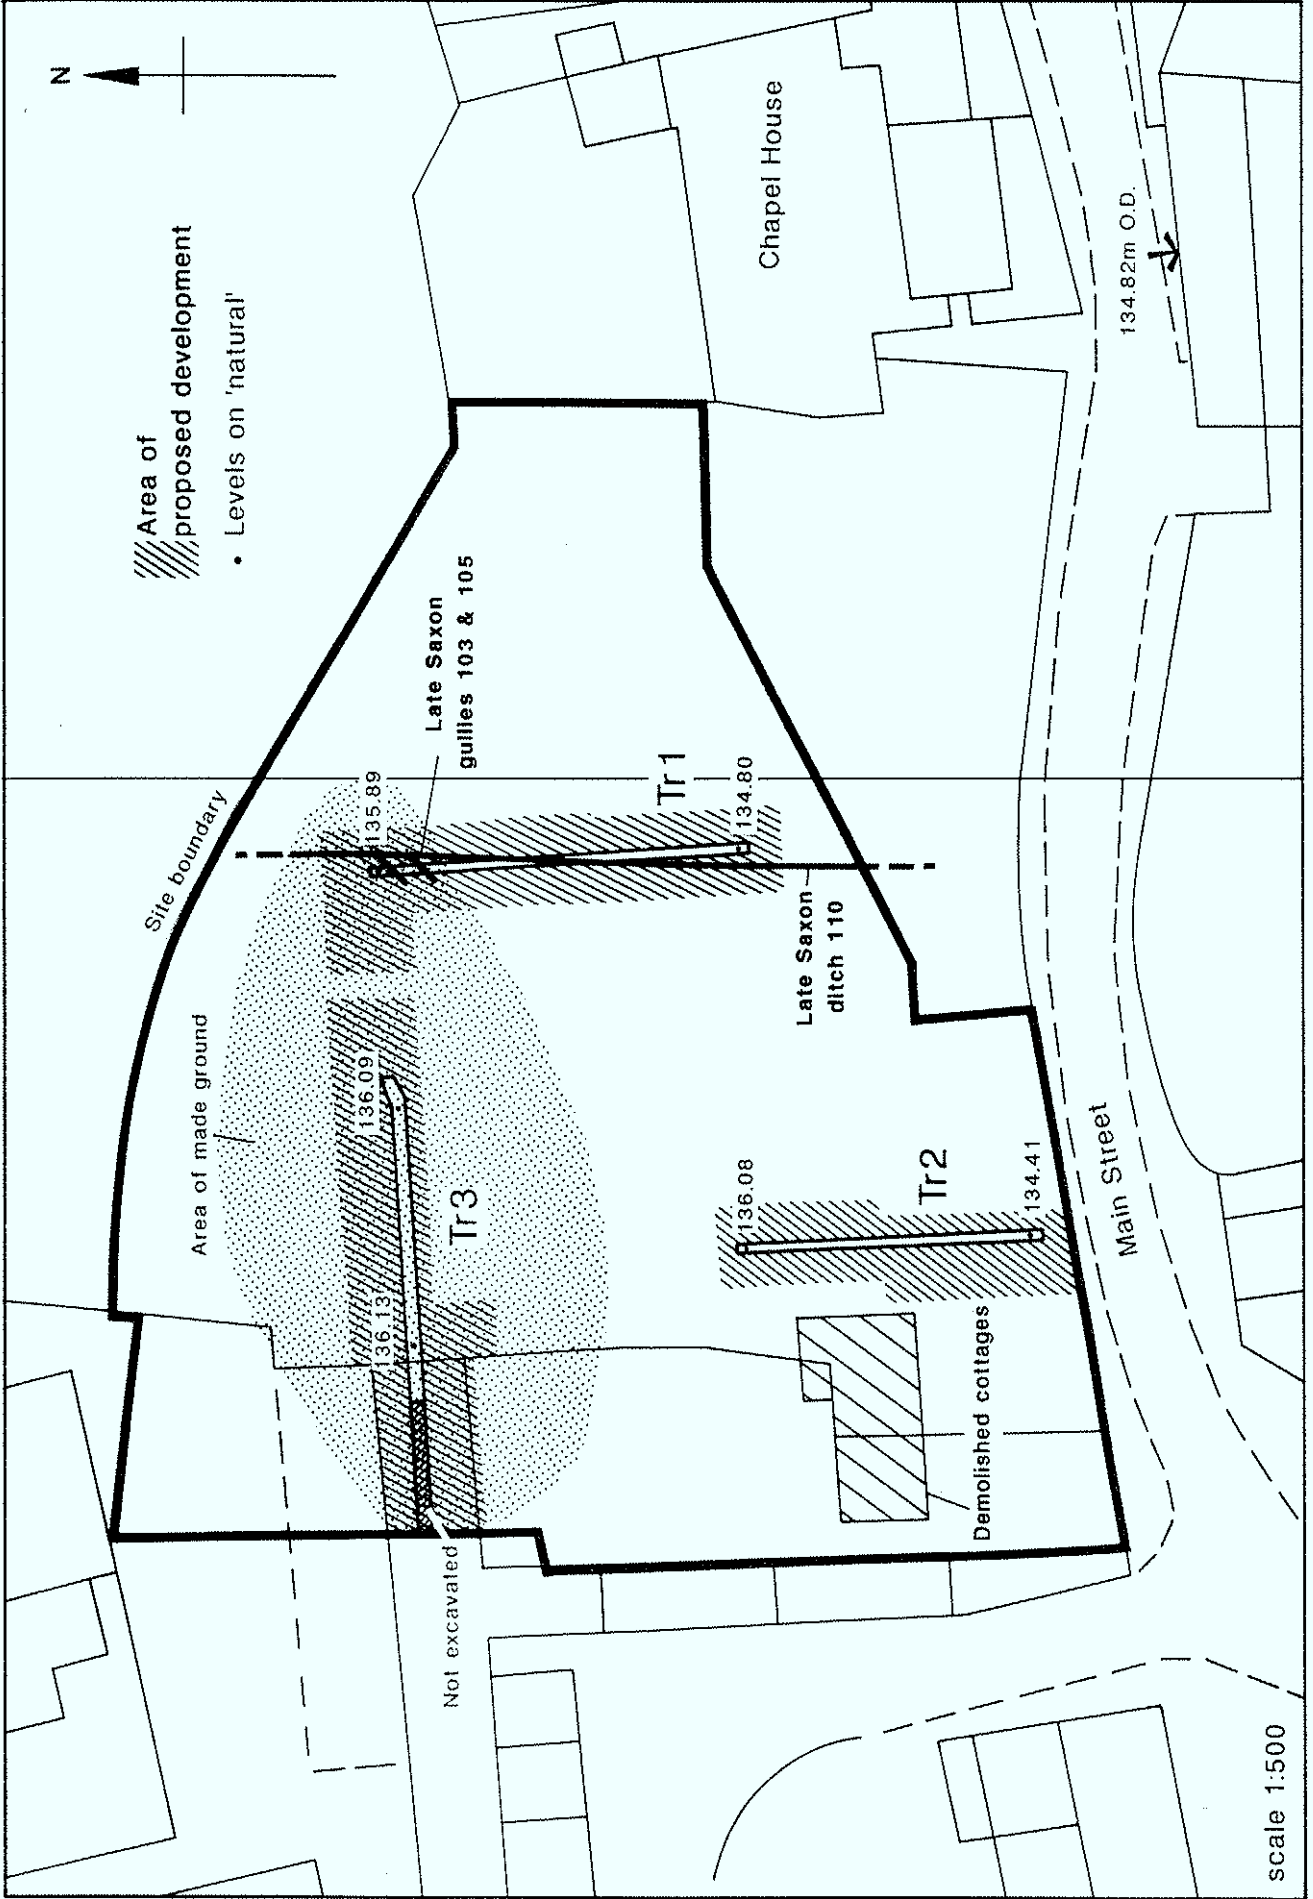 N
Area of
proposed development
• Levels on 'natural'
Site boundary
Area of made ground
135.89
Late Saxon
gullies 103 & 105
Tr1
134.80
Late Saxon
ditch 110
136.09
136.13
Tr3
Not excavated
136.08
Tr2
134.41
Demolished cottages
Main Street
Chapel House
134.82m O.D.
scale 1:500